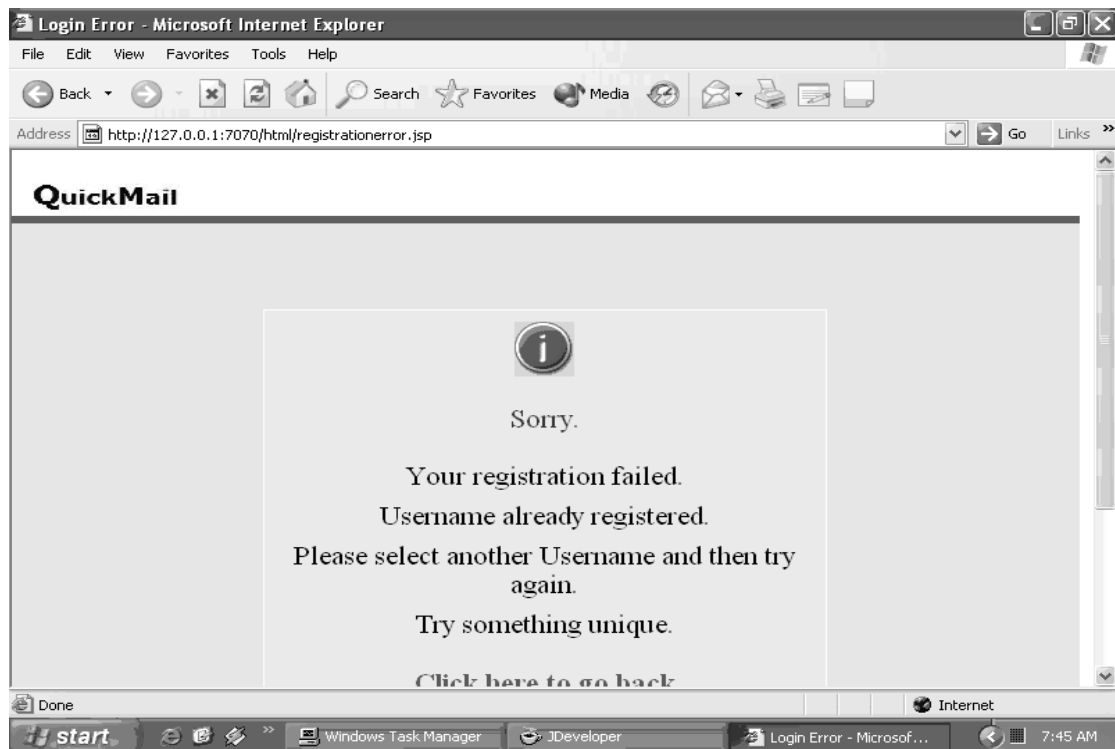 Login Error - Microsoft Internet Explorer
File Edit View Favorites Tools Help
Back Search Favorites Media
Address http://127.0.0.1:7070/html/registrationerror.jsp Go Links »
QuickMail
i
Sorry.
Your registration failed.
Username already registered.
Please select another Username and then try
again.
Try something unique.
Click here to go back
Done Internet
start » Windows Task Manager JDeveloper Login Error - Microsof... 7:45 AM